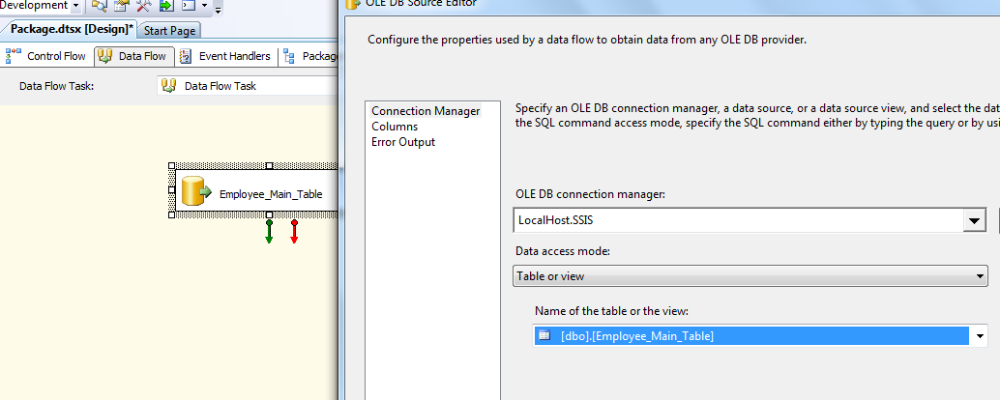 Development
Package.dtsx [Design]*
Start Page
Control Flow
Data Flow
Event Handlers
Package
Data Flow Task:
Data Flow Task
Employee_Main_Table
OLE DB Source Editor
Configure the properties used by a data flow to obtain data from any OLE DB provider.
Connection Manager
Columns
Error Output
Specify an OLE DB connection manager, a data source, or a data source view, and select the dat
the SQL command access mode, specify the SQL command either by typing the query or by usi
OLE DB connection manager:
LocalHost.SSIS
Data access mode:
Table or view
Name of the table or the view:
[dbo].[Employee_Main_Table]